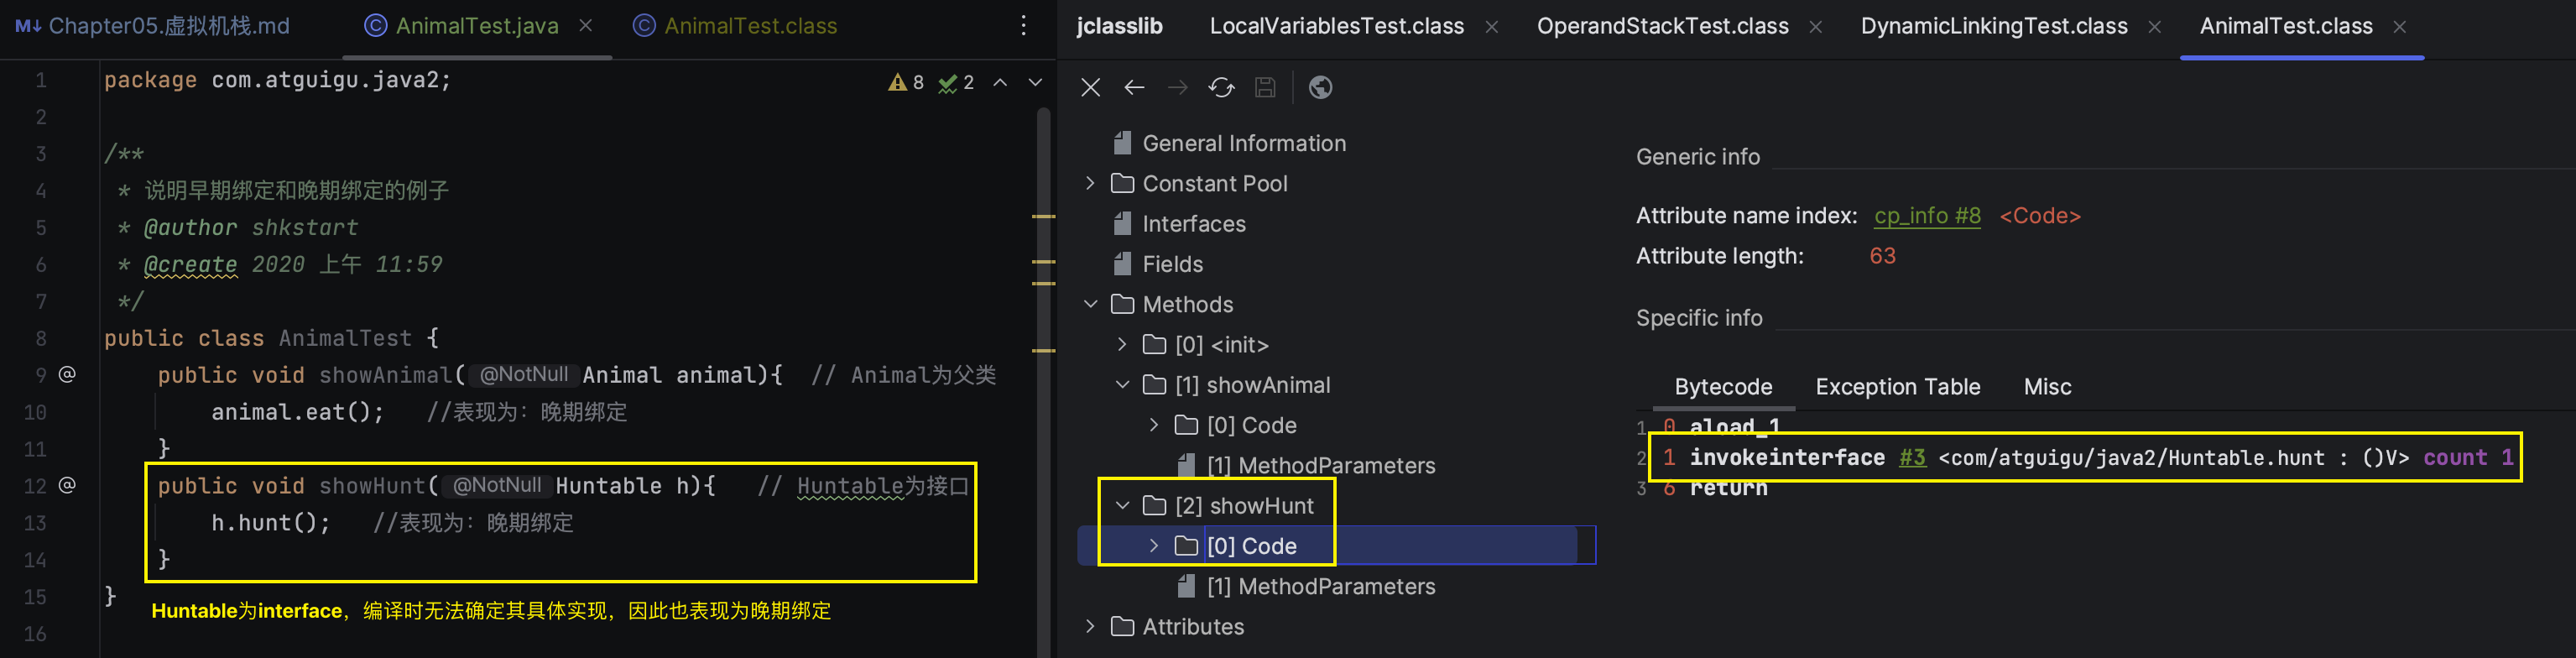 M↓ Chapter05.虚拟机栈.md
AnimalTest.java
AnimalTest.class
8
2
1 package com.atguigu.java2;
2
3 /**
4 * 说明早期绑定和晚期绑定的例子
5 * @author shkstart
6 * @create 2020 上午 11:59
7 */
8 public class AnimalTest {
9 @ public void showAnimal( @NotNull Animal animal){ // Animal为父类
10 animal.eat(); //表现为：晚期绑定
11 }
12 @ public void showHunt( @NotNull Huntable h){ // Huntable为接口
13 h.hunt(); //表现为：晚期绑定
14 }
15 }
Huntable为interface，编译时无法确定其具体实现，因此也表现为晚期绑定
16
jclasslib
LocalVariablesTest.class
OperandStackTest.class
DynamicLinkingTest.class
AnimalTest.class
General Information
Constant Pool
Interfaces
Fields
Methods
[0] <init>
[1] showAnimal
[0] Code
[1] MethodParameters
[2] showHunt
[0] Code
[1] MethodParameters
Attributes
Generic info
Attribute name index: cp_info #8 <Code>
Attribute length: 63
Specific info
Bytecode
Exception Table
Misc
1 0 aload_1
2 1 invokeinterface #3 <com/atguigu/java2/Huntable.hunt : ()V> count 1
3 6 return